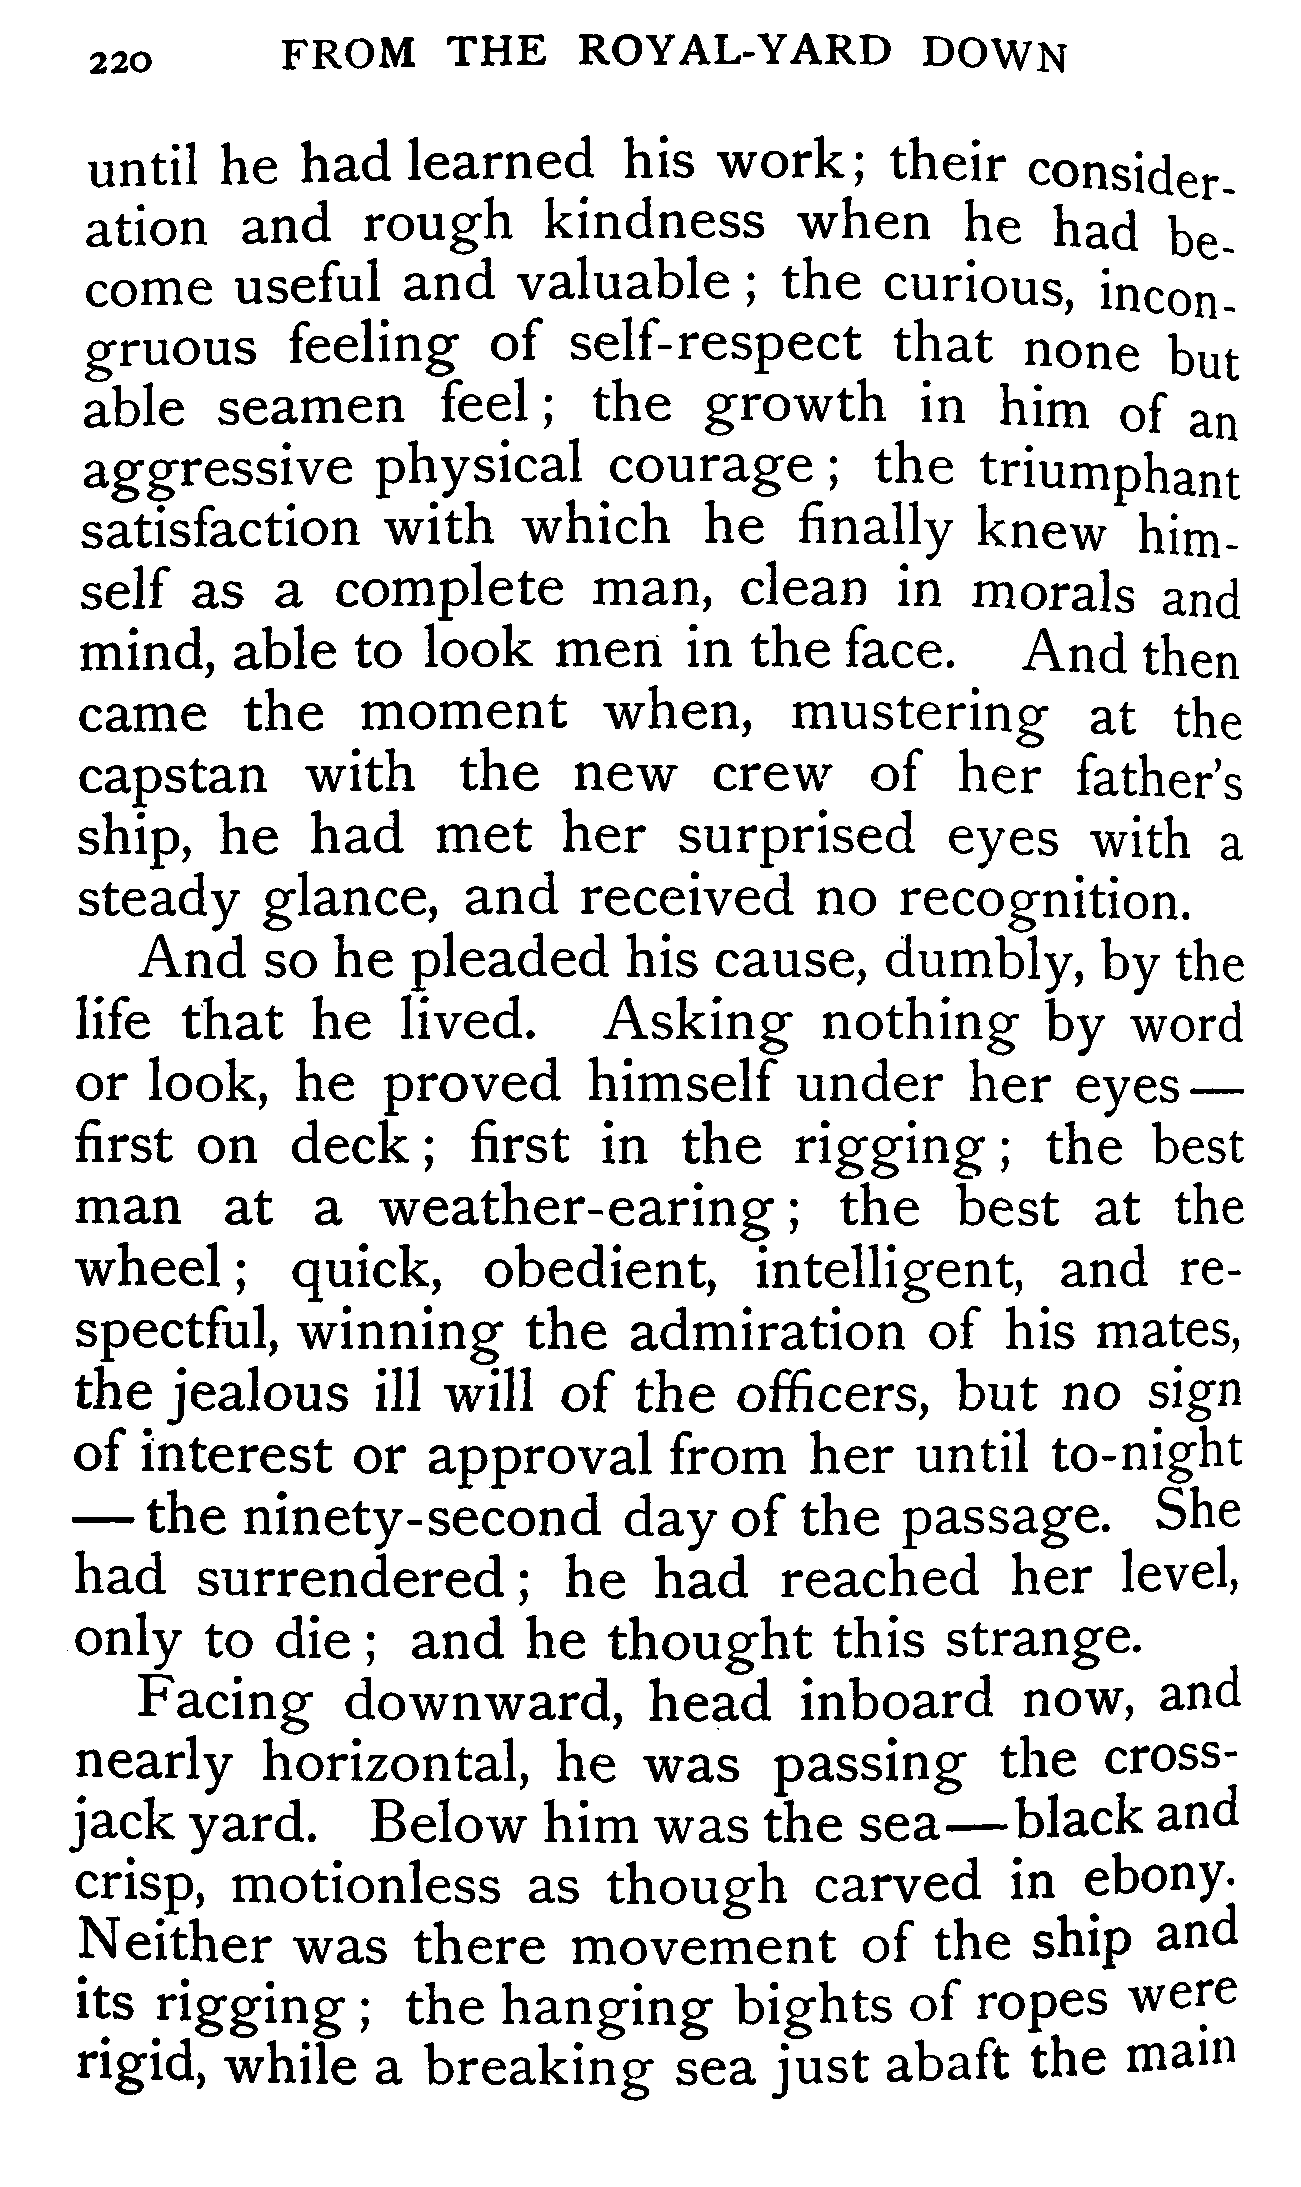 220 FROM THE ROYAL-YARD DOWN
until he had learned his work; their consider-
ation and rough kindness when he had be-
come useful and valuable; the curious, incon-
gruous feeling of self-respect that none but
able seamen feel; the growth in him of an
aggressive physical courage; the triumphant
satisfaction with which he finally knew him-
self as a complete man, clean in morals and
mind, able to look men in the face. And then
came the moment when, mustering at the
capstan with the new crew of her father's
ship, he had met her surprised eyes with a
steady glance, and received no recognition.
And so he pleaded his cause, dumbly, by the
life that he lived. Asking nothing by word
or look, he proved himself under her eyes—
first on deck; first in the rigging; the best
man at a weather-earing; the best at the
wheel; quick, obedient, intelligent, and re-
spectful, winning the admiration of his mates,
the jealous ill will of the officers, but no sign
of interest or approval from her until to-night
—the ninety-second day of the passage. She
had surrendered; he had reached her level,
only to die; and he thought this strange.
Facing downward, head inboard now, and
nearly horizontal, he was passing the cross-
jack yard. Below him was the sea—black and
crisp, motionless as though carved in ebony.
Neither was there movement of the ship and
its rigging; the hanging bights of ropes were
rigid, while a breaking sea just abaft the main